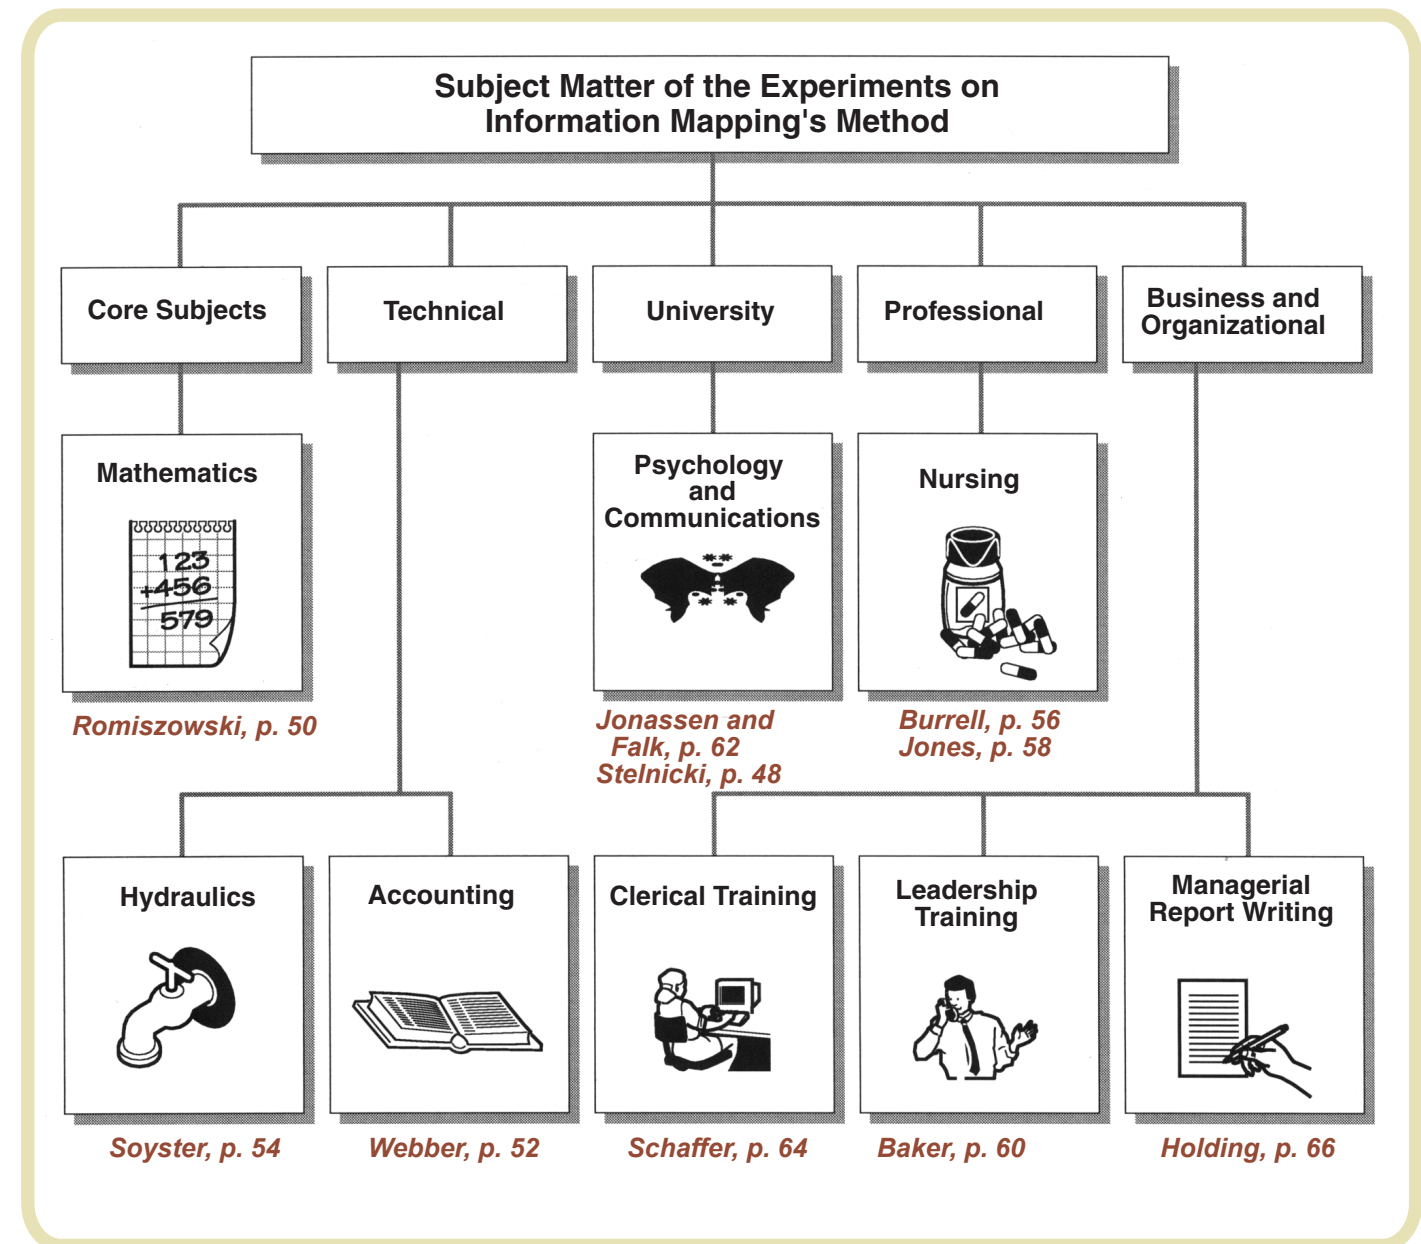 Subject Matter of the Experiments on
Information Mapping's Method
Core Subjects
Technical
University
Professional
Business and
Organizational
Mathematics
123
+456
579
Psychology
and
Communications
Nursing
Romiszowski, p. 50
Jonassen and
Falk, p. 62
Stelnicki, p. 48
Burrell, p. 56
Jones, p. 58
Hydraulics
Accounting
Clerical Training
Leadership
Training
Managerial
Report Writing
Soyster, p. 54
Webber, p. 52
Schaffer, p. 64
Baker, p. 60
Holding, p. 66